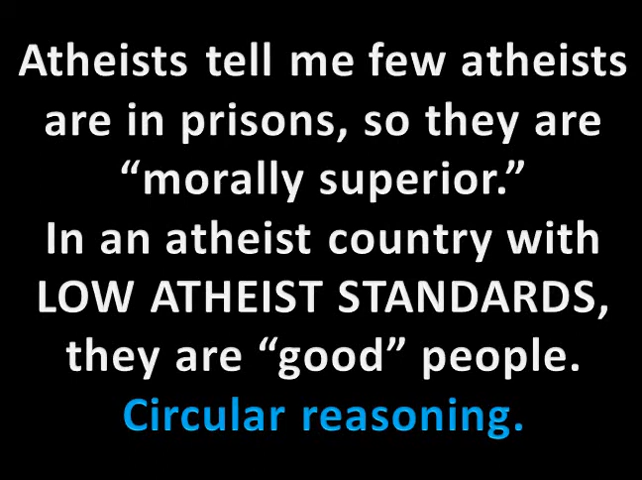 Atheists tell me few atheists
are in prisons, so they are
“morally superior.”
In an atheist country with
LOW ATHEIST STANDARDS,
they are “good” people.
Circular reasoning.